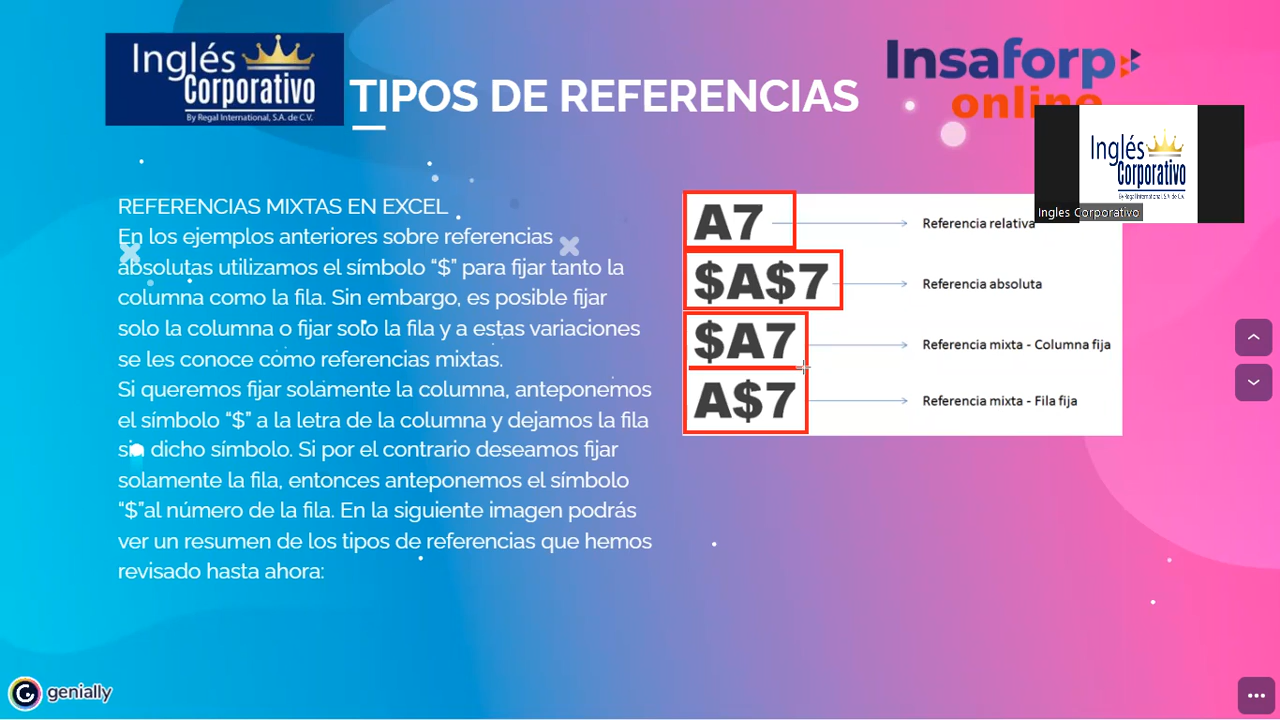 Inglés
Corporativo
By Regal International, S.A. de C.V.
TIPOS DE REFERENCIAS
Insaforp
online
Inglés
Corporativo
By Regal International, S.A. de C.V.
Ingles Corporativo
REFERENCIAS MIXTAS EN EXCEL
En los ejemplos anteriores sobre referencias
absolutas utilizamos el símbolo “$” para fijar tanto la
columna como la fila. Sin embargo, es posible fijar
solo la columna o fijar solo la fila y a estas variaciones
se les conoce como referencias mixtas.
Si queremos fijar solamente la columna, anteponemos
el símbolo “$” a la letra de la columna y dejamos la fila
sin dicho símbolo. Si por el contrario deseamos fijar
solamente la fila, entonces anteponemos el símbolo
“$”al número de la fila. En la siguiente imagen podrás
ver un resumen de los tipos de referencias que hemos
revisado hasta ahora:
A7 Referencia relativa
$A$7 Referencia absoluta
$A7 Referencia mixta - Columna fija
A$7 Referencia mixta - Fila fija
genially